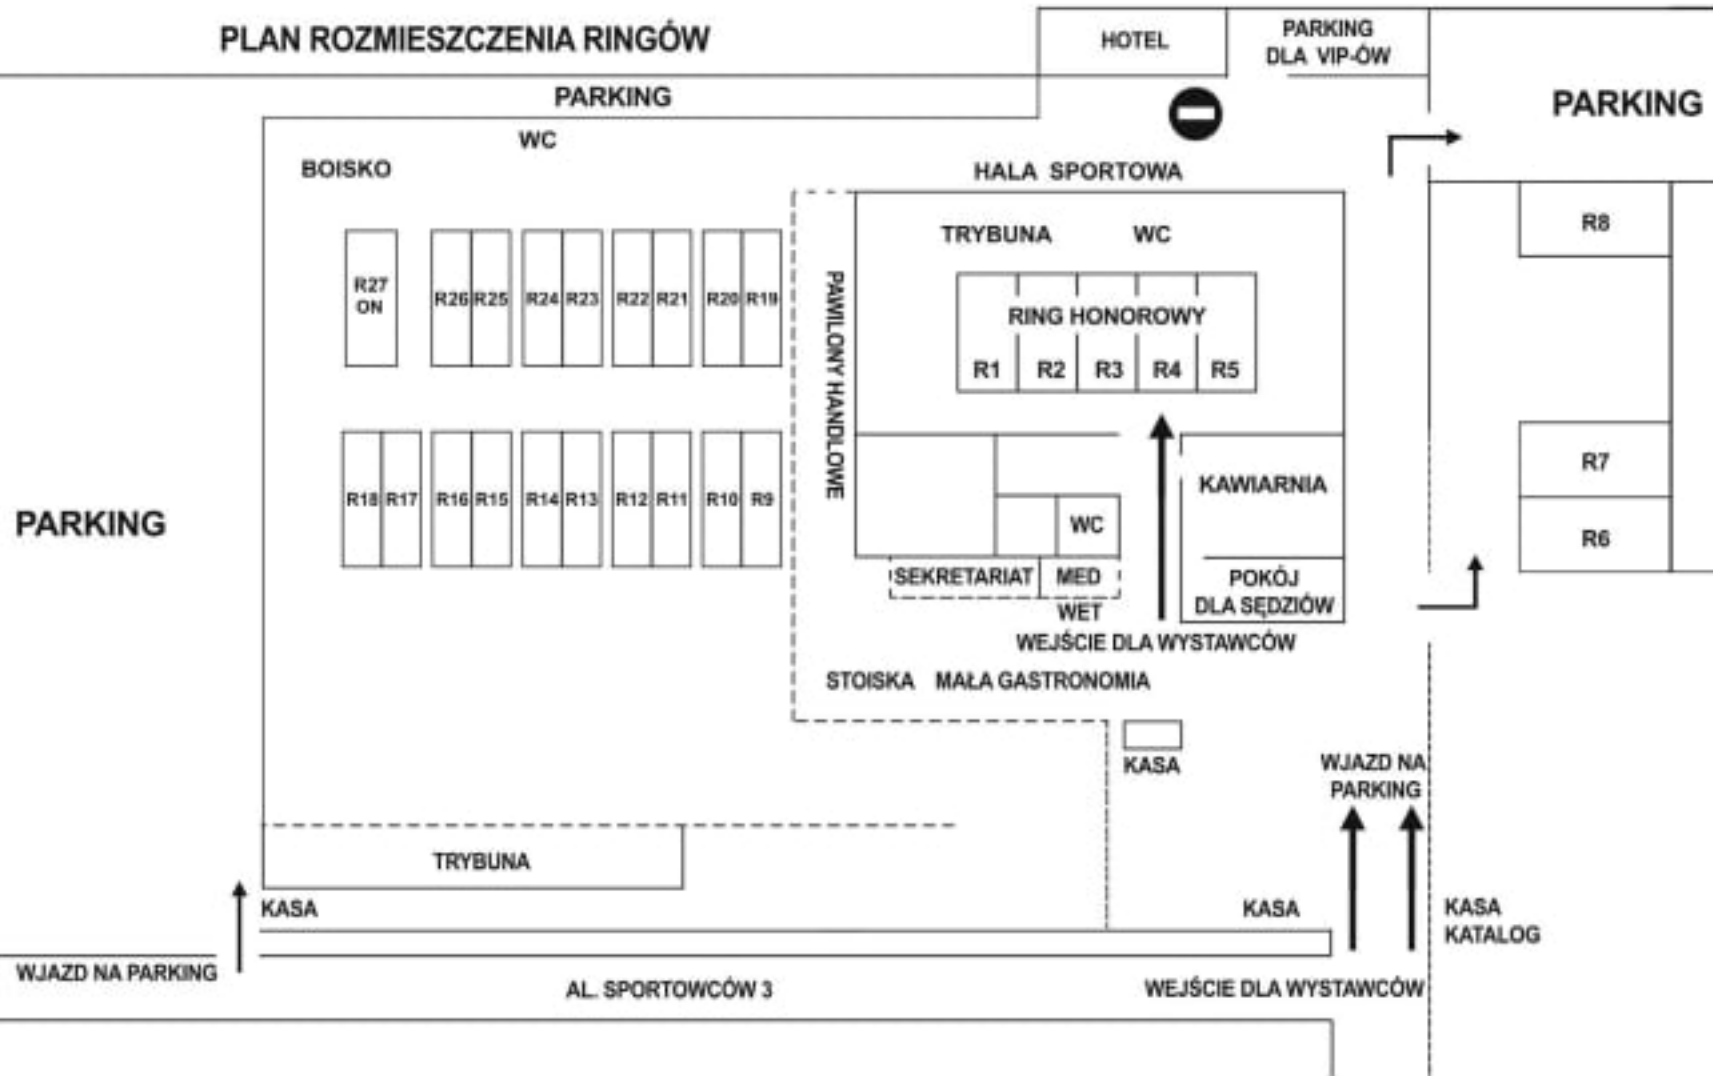 PLAN ROZMIESZCZENIA RINGÓW
HOTEL
PARKING
DLA VIP-ÓW
PARKING
PARKING
WC
BOISKO
HALA SPORTOWA
TRYBUNA WC
R8
R27
ON
R26 R25 R24 R23 R22 R21 R20 R19
PAWILONY HANDLOWE
RING HONOROWY
R1 R2 R3 R4 R5
R18 R17 R16 R15 R14 R13 R12 R11 R10 R9
R7
R6
KAWIARNIA
PARKING
WC
SEKRETARIAT MED
WET
POKÓJ
DLA SĘDZIÓW
WEJŚCIE DLA WYSTAWCÓW
STOISKA MAŁA GASTRONOMIA
KASA
WJAZD NA
PARKING
TRYBUNA
KASA
KASA
KASA
KATALOG
WJAZD NA PARKING
AL. SPORTOWCÓW 3
WEJŚCIE DLA WYSTAWCÓW